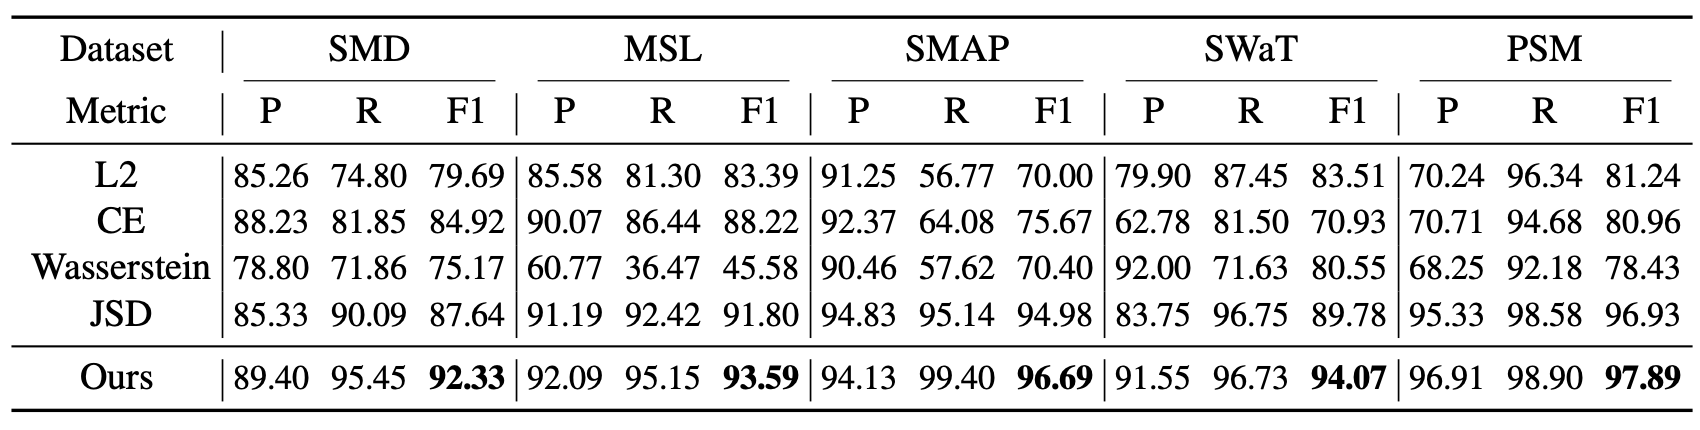 Dataset SMD MSL SMAP SWaT PSM
Metric P R F1 P R F1 P R F1 P R F1 P R F1
L2 85.26 74.80 79.69 85.58 81.30 83.39 91.25 56.77 70.00 79.90 87.45 83.51 70.24 96.34 81.24
CE 88.23 81.85 84.92 90.07 86.44 88.22 92.37 64.08 75.67 62.78 81.50 70.93 70.71 94.68 80.96
Wasserstein 78.80 71.86 75.17 60.77 36.47 45.58 90.46 57.62 70.40 92.00 71.63 80.55 68.25 92.18 78.43
JSD 85.33 90.09 87.64 91.19 92.42 91.80 94.83 95.14 94.98 83.75 96.75 89.78 95.33 98.58 96.93
Ours 89.40 95.45 92.33 92.09 95.15 93.59 94.13 99.40 96.69 91.55 96.73 94.07 96.91 98.90 97.89